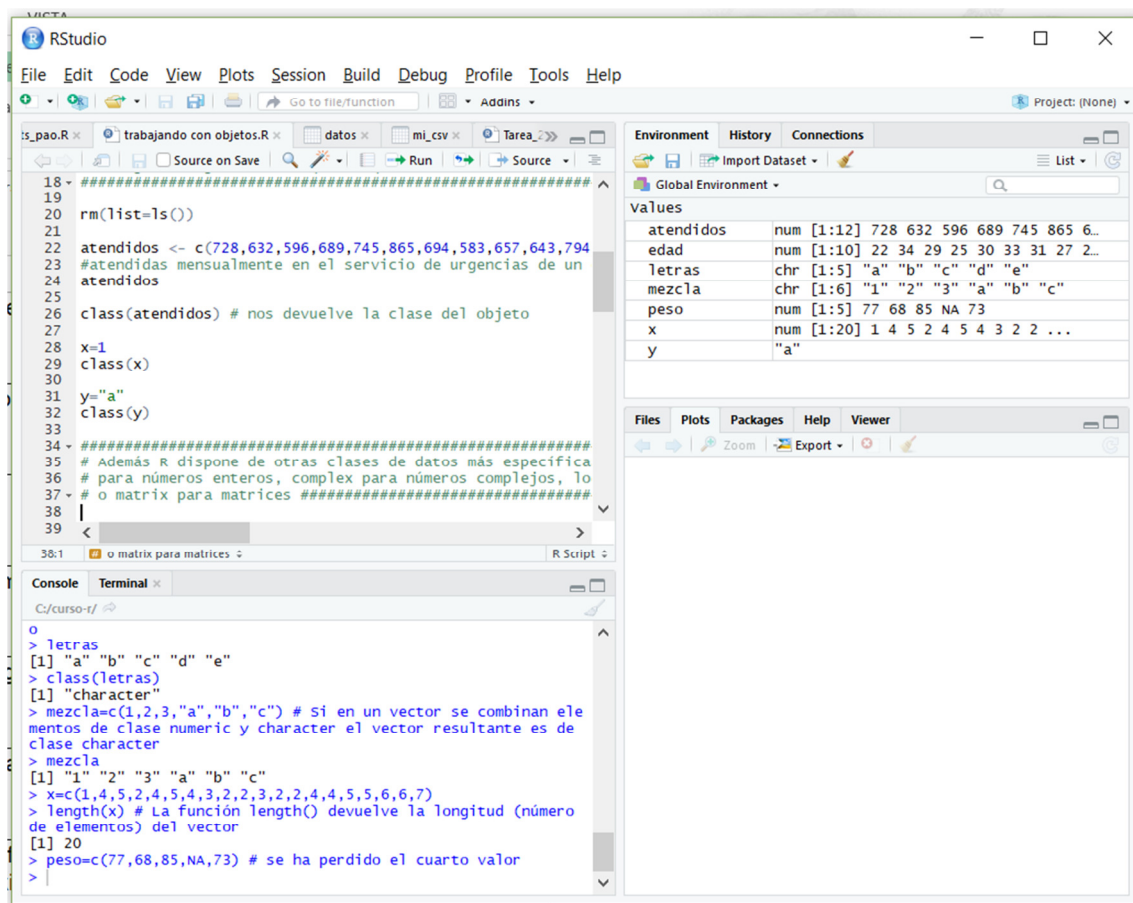 VISTA
RStudio
File Edit Code View Plots Session Build Debug Profile Tools Help
Go to file/function Addins Project: (None)
ts_pao.R trabajando con objetos.R datos mi_csv Tarea_2
Source on Save Run Source
18 ##########################################################
19
20 rm(list=ls())
21
22 atendidos <- c(728,632,596,689,745,865,694,583,657,643,794
23 #atendidas mensualmente en el servicio de urgencias de un
24 atendidos
25
26 class(atendidos) # nos devuelve la clase del objeto
27
28 x=1
29 class(x)
30
31 y="a"
32 class(y)
33
34 ##########################################################
35 # Además R dispone de otras clases de datos más especifica
36 # para números enteros, complex para números complejos, lo
37 # o matrix para matrices #################################
38
39
38:1 # o matrix para matrices R Script
Console Terminal
C:/curso-r/
o
> letras
[1] "a" "b" "c" "d" "e"
> class(letras)
[1] "character"
> mezcla=c(1,2,3,"a","b","c") # Si en un vector se combinan ele
mentos de clase numeric y character el vector resultante es de
clase character
> mezcla
[1] "1" "2" "3" "a" "b" "c"
> x=c(1,4,5,2,4,5,4,3,2,2,3,2,2,4,4,5,5,6,6,7)
> length(x) # La función length() devuelve la longitud (número
de elementos) del vector
[1] 20
> peso=c(77,68,85,NA,73) # se ha perdido el cuarto valor
>
Environment History Connections
Import Dataset List
Global Environment
Values
atendidos num [1:12] 728 632 596 689 745 865 6…
edad num [1:10] 22 34 29 25 30 33 31 27 2…
letras chr [1:5] "a" "b" "c" "d" "e"
mezcla chr [1:6] "1" "2" "3" "a" "b" "c"
peso num [1:5] 77 68 85 NA 73
x num [1:20] 1 4 5 2 4 5 4 3 2 2 ...
y "a"
Files Plots Packages Help Viewer
Zoom Export